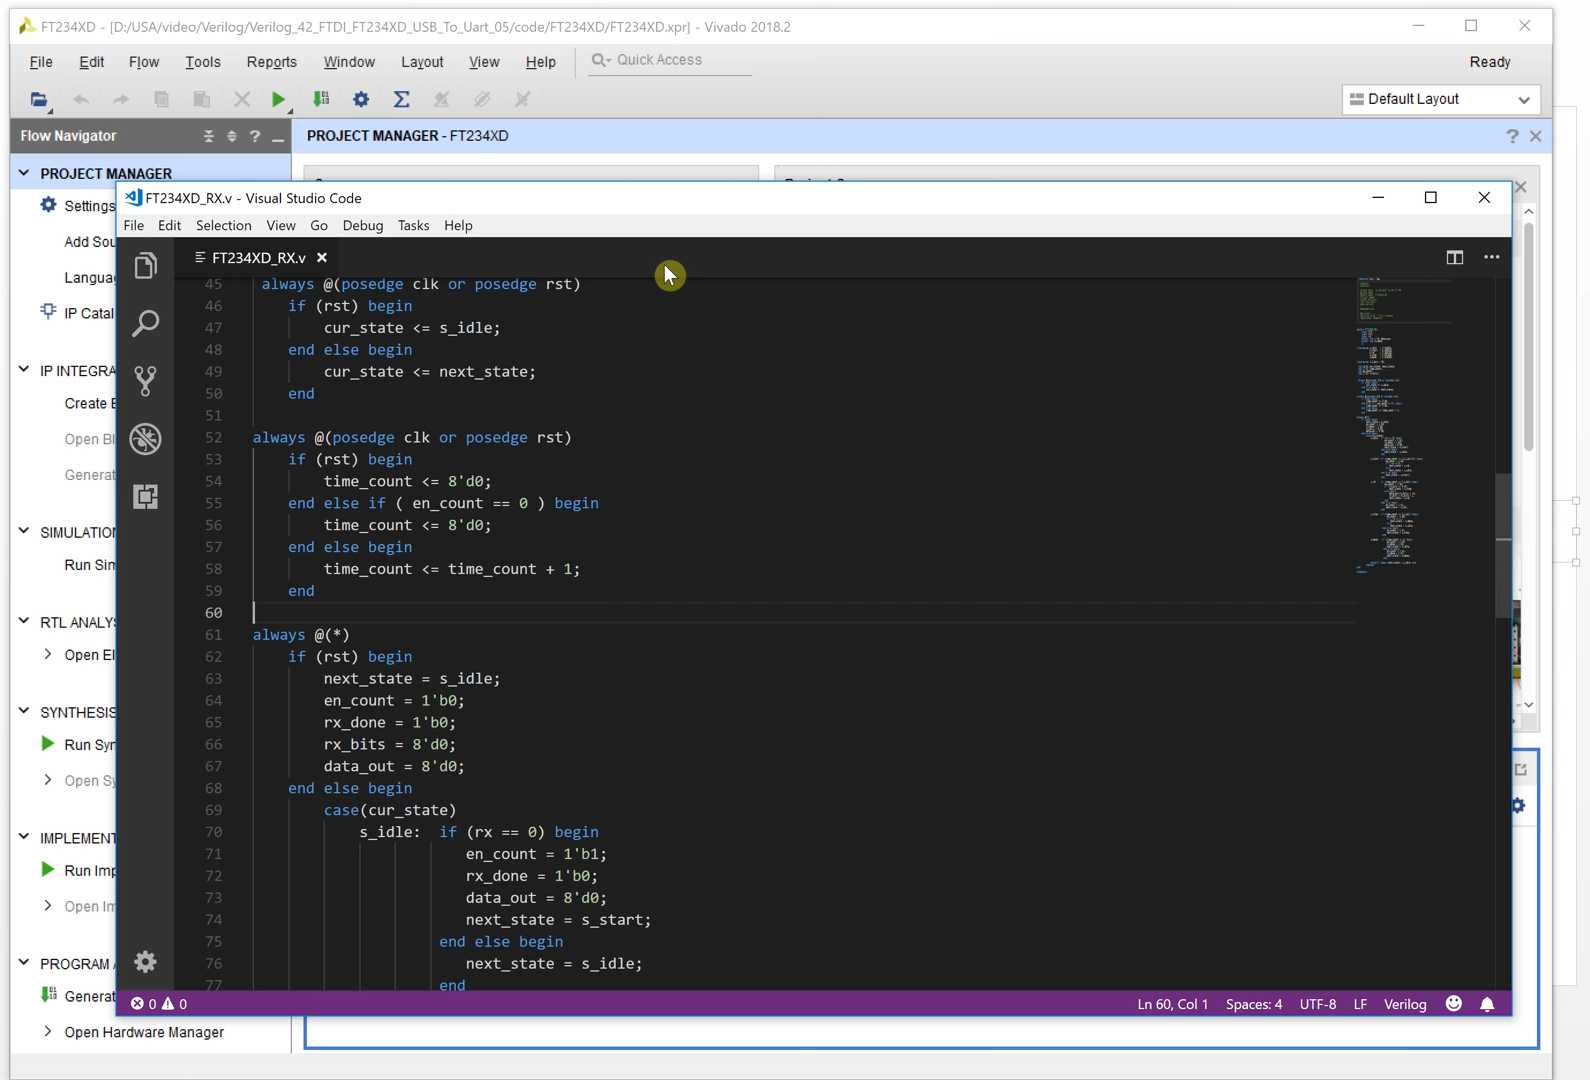 FT234XD - [D:/USA/video/Verilog/Verilog_42_FTDI_FT234XD_USB_To_Uart_05/code/FT234XD/FT234XD.xpr] - Vivado 2018.2
File Edit Flow Tools Reports Window Layout View Help Quick Access Ready
Default Layout
Flow Navigator
PROJECT MANAGER - FT234XD
PROJECT MANAGER
Settings
Add Sou
Langua
IP Catal
IP INTEGRA
Create B
Open Bl
Generat
SIMULATION
Run Sim
RTL ANALY
Open El
SYNTHESIS
Run Syn
Open Sy
IMPLEMENT
Run Imp
Open Im
PROGRAM A
Generat
Open Hardware Manager
FT234XD_RX.v - Visual Studio Code
File Edit Selection View Go Debug Tasks Help
FT234XD_RX.v
45 always @(posedge clk or posedge rst)
46 if (rst) begin
47 cur_state <= s_idle;
48 end else begin
49 cur_state <= next_state;
50 end
51
52 always @(posedge clk or posedge rst)
53 if (rst) begin
54 time_count <= 8'd0;
55 end else if ( en_count == 0 ) begin
56 time_count <= 8'd0;
57 end else begin
58 time_count <= time_count + 1;
59 end
60
61 always @(*)
62 if (rst) begin
63 next_state = s_idle;
64 en_count = 1'b0;
65 rx_done = 1'b0;
66 rx_bits = 8'd0;
67 data_out = 8'd0;
68 end else begin
69 case(cur_state)
70 s_idle: if (rx == 0) begin
71 en_count = 1'b1;
72 rx_done = 1'b0;
73 data_out = 8'd0;
74 next_state = s_start;
75 end else begin
76 next_state = s_idle;
77 end
0 0 Ln 60, Col 1 Spaces: 4 UTF-8 LF Verilog